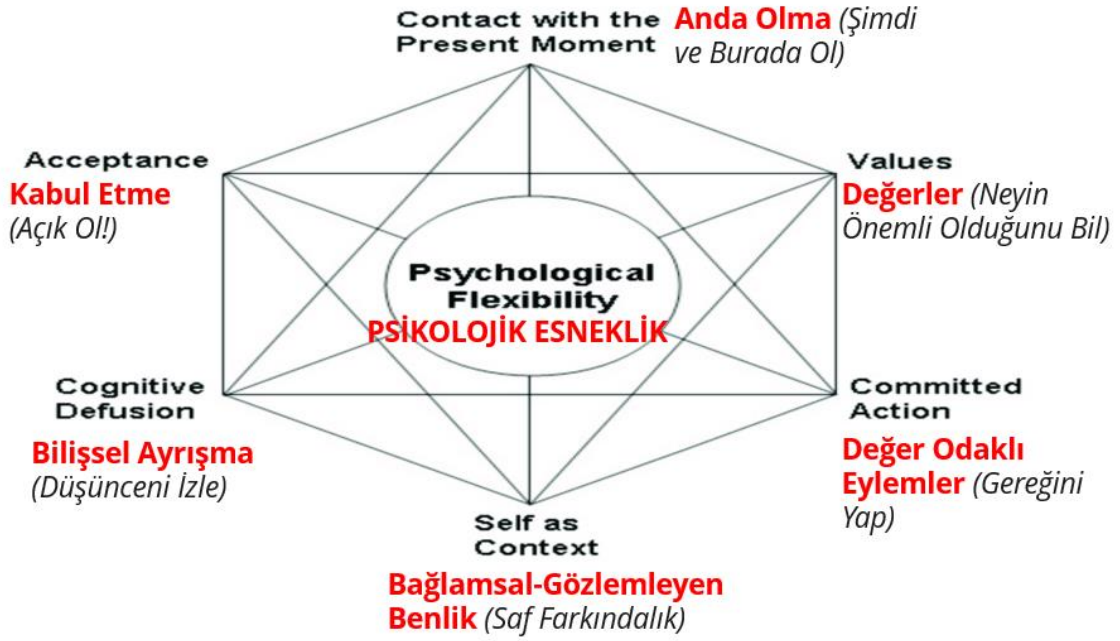 Contact with the
Present Moment
Anda Olma (Şimdi
ve Burada Ol)
Acceptance
Kabul Etme
(Açık Ol!)
Values
Değerler (Neyin
Önemli Olduğunu Bil)
Psychological
Flexibility
PSİKOLOJİK ESNEKLİK
Cognitive
Defusion
Bilişsel Ayrışma
(Düşünceni İzle)
Committed
Action
Değer Odaklı
Eylemler (Gereğini
Yap)
Self as
Context
Bağlamsal-Gözlemleyen
Benlik (Saf Farkındalık)